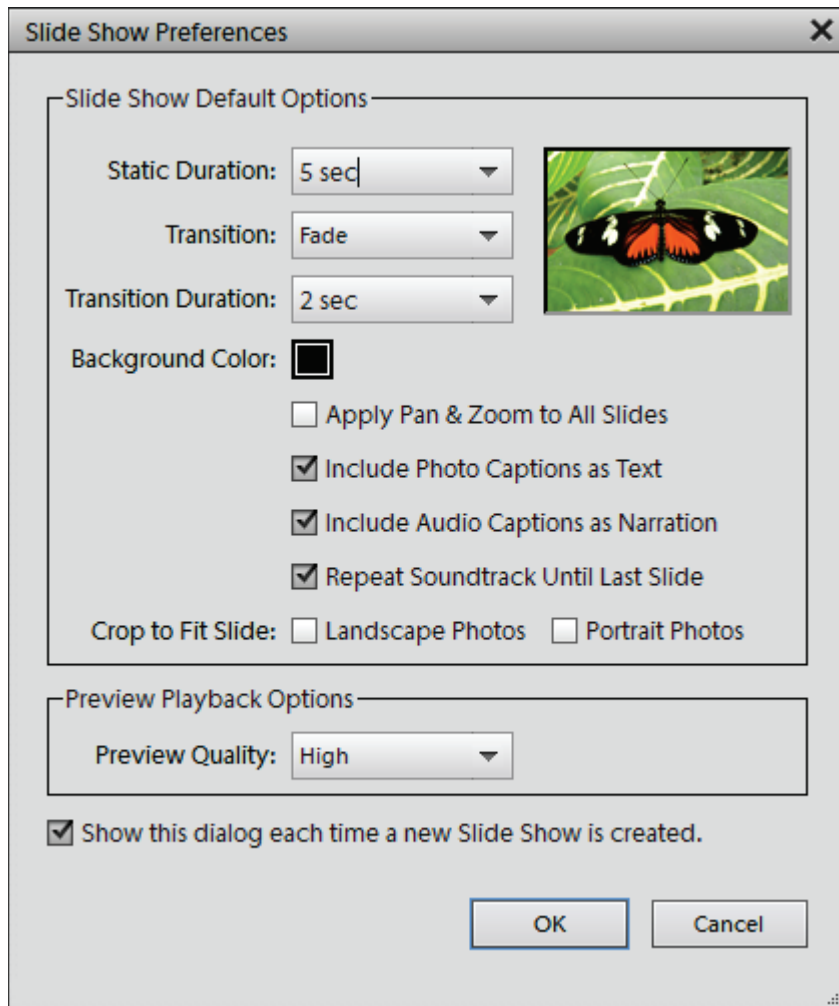 Slide Show Preferences
Slide Show Default Options
Static Duration: 5 sec
Transition: Fade
Transition Duration: 2 sec
Background Color:
Apply Pan & Zoom to All Slides
Include Photo Captions as Text
Include Audio Captions as Narration
Repeat Soundtrack Until Last Slide
Crop to Fit Slide: Landscape Photos Portrait Photos
Preview Playback Options
Preview Quality: High
Show this dialog each time a new Slide Show is created.
OK Cancel